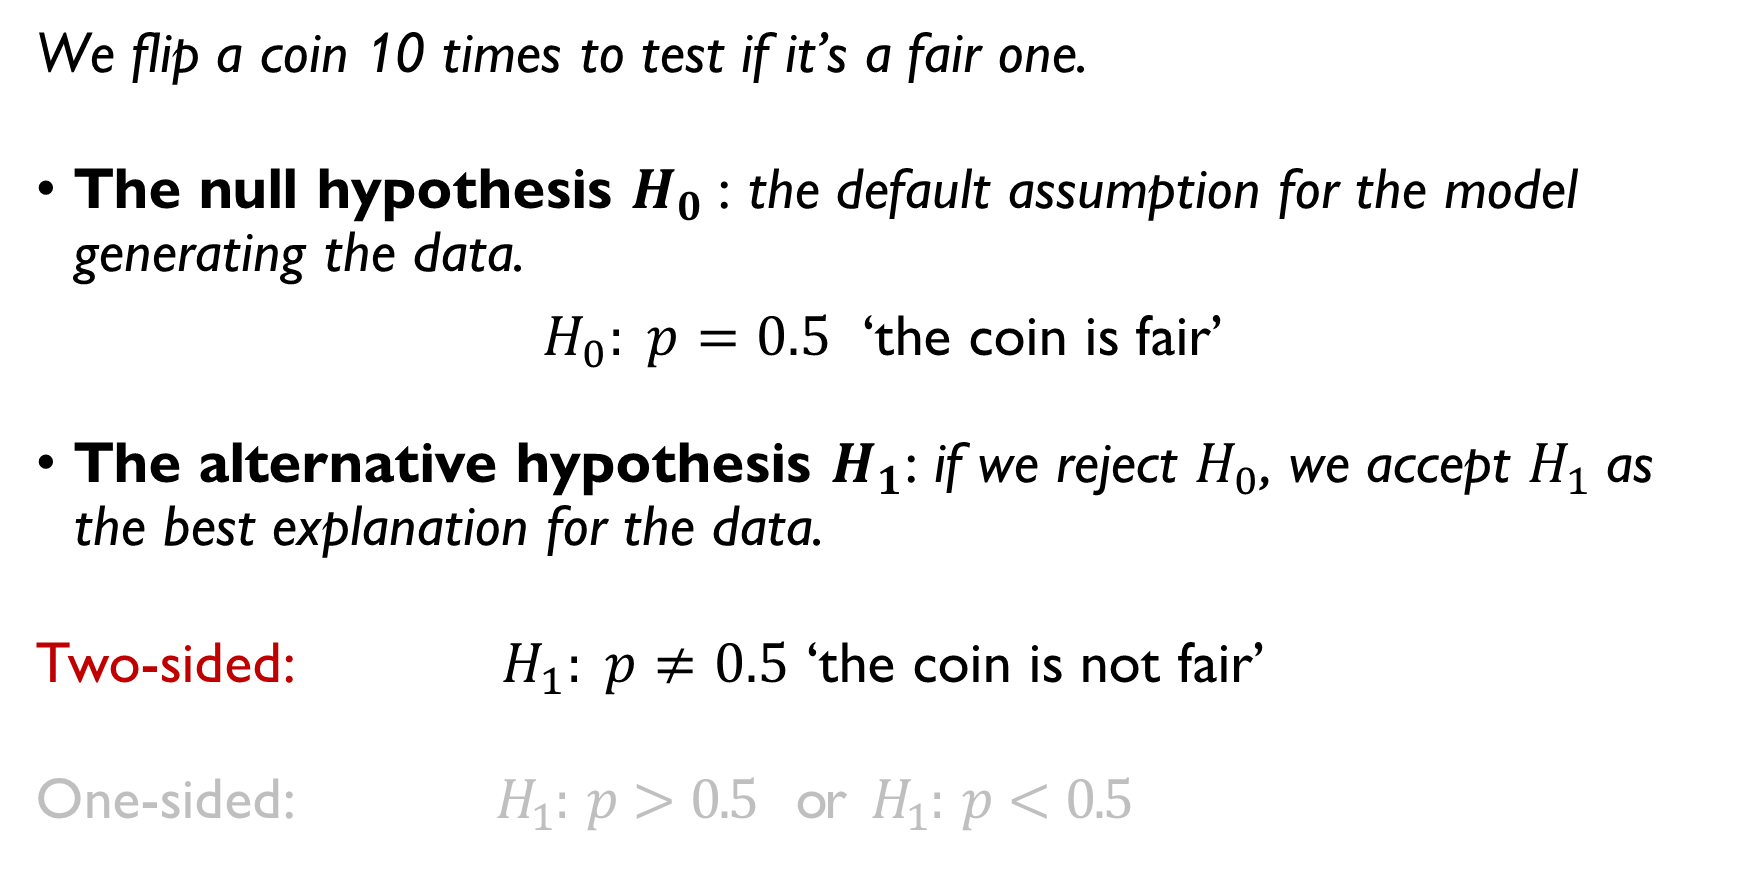 We flip a coin 10 times to test if it’s a fair one.
• The null hypothesis H₀ : the default assumption for the model
generating the data.
H₀: p = 0.5 ‘the coin is fair’
• The alternative hypothesis H₁: if we reject H₀, we accept H₁ as
the best explanation for the data.
Two-sided: H₁: p ≠ 0.5 ‘the coin is not fair’
One-sided: H₁: p > 0.5 or H₁: p < 0.5